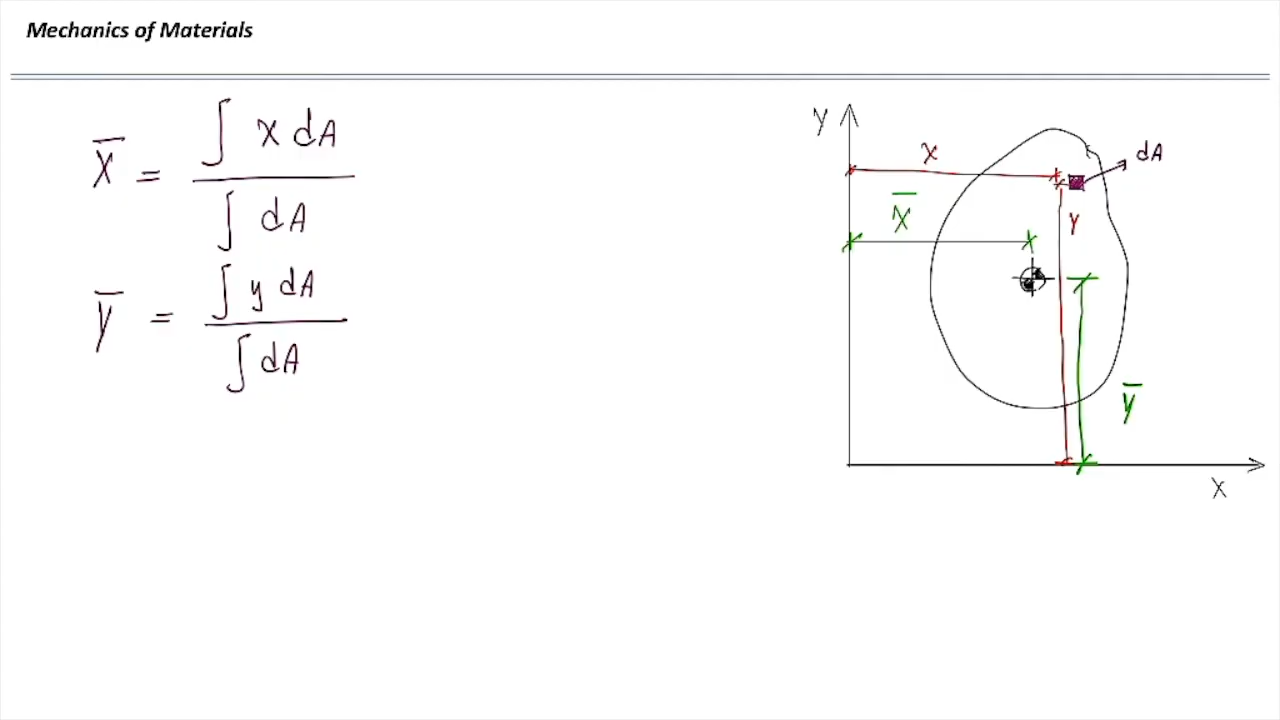 Mechanics of Materials
X̄ = ∫ x dA
∫ dA
ȳ = ∫ y dA
∫ dA
y
x
dA
X̄
y
ȳ
X